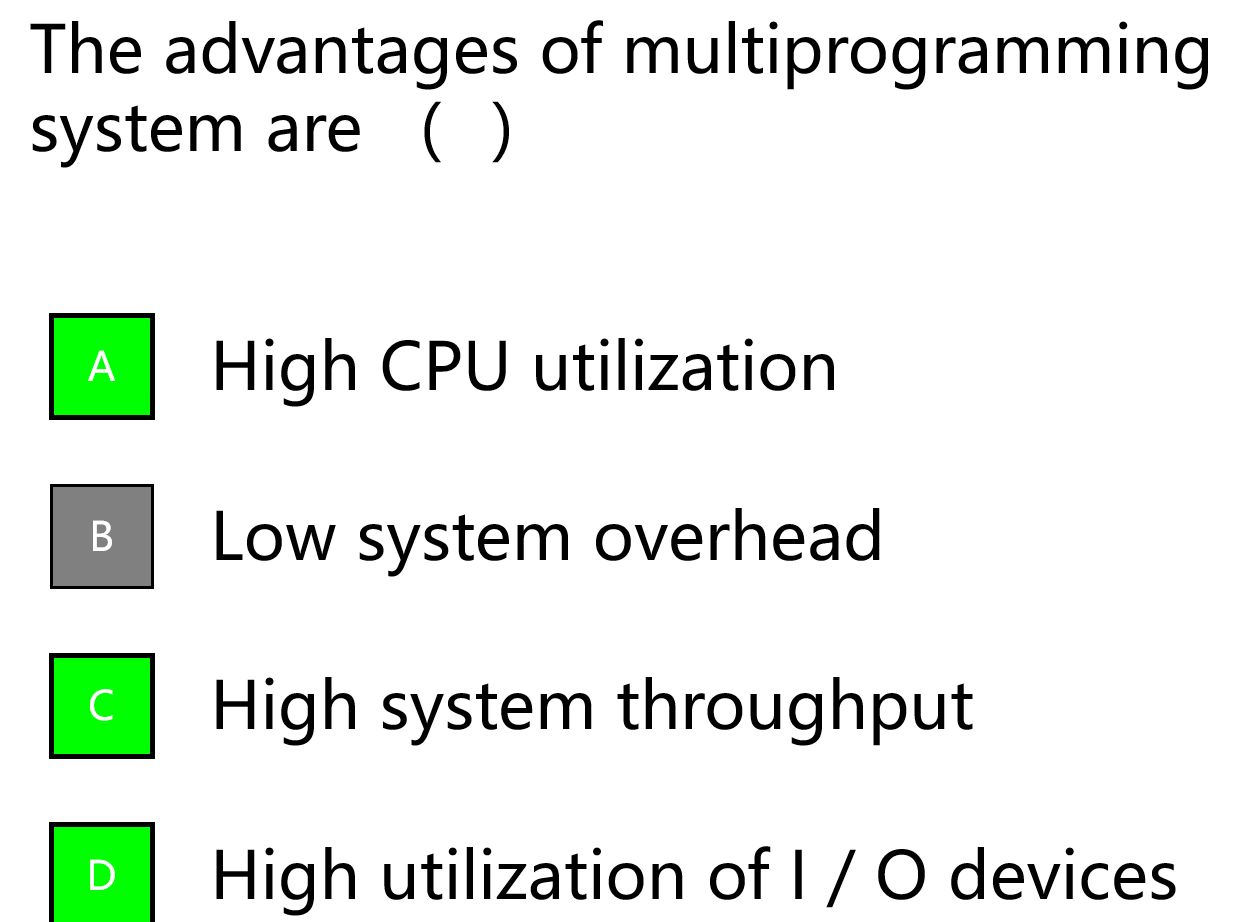 The advantages of multiprogramming
system are （ ）
A High CPU utilization
B Low system overhead
C High system throughput
D High utilization of I / O devices